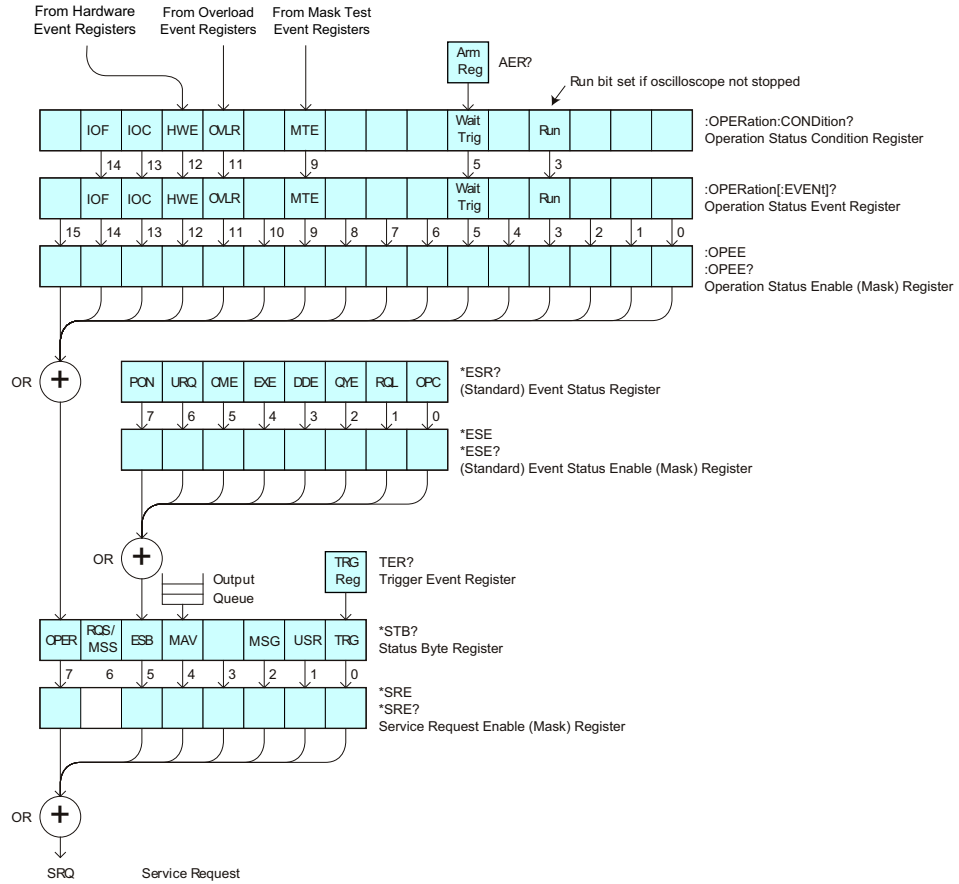 From Hardware
Event Registers
From Overload
Event Registers
From Mask Test
Event Registers
Arm
Reg
AER?
Run bit set if oscilloscope not stopped
IOF IOC HWE OVLR MTE Wait
Trig Run
:OPERation:CONDition?
Operation Status Condition Register
14 13 12 11 9 5 3
IOF IOC HWE OVLR MTE Wait
Trig Run
:OPERation[:EVENt]?
Operation Status Event Register
15 14 13 12 11 10 9 8 7 6 5 4 3 2 1 0
:OPEE
:OPEE?
Operation Status Enable (Mask) Register
OR +
PON URQ CME EXE DDE QYE RQL OPC
*ESR?
(Standard) Event Status Register
7 6 5 4 3 2 1 0
*ESE
*ESE?
(Standard) Event Status Enable (Mask) Register
OR +
Output
Queue
TRG
Reg
TER?
Trigger Event Register
OPER RQS/
MSS ESB MAV MSG USR TRG
*STB?
Status Byte Register
7 6 5 4 3 2 1 0
*SRE
*SRE?
Service Request Enable (Mask) Register
OR +
SRQ Service Request